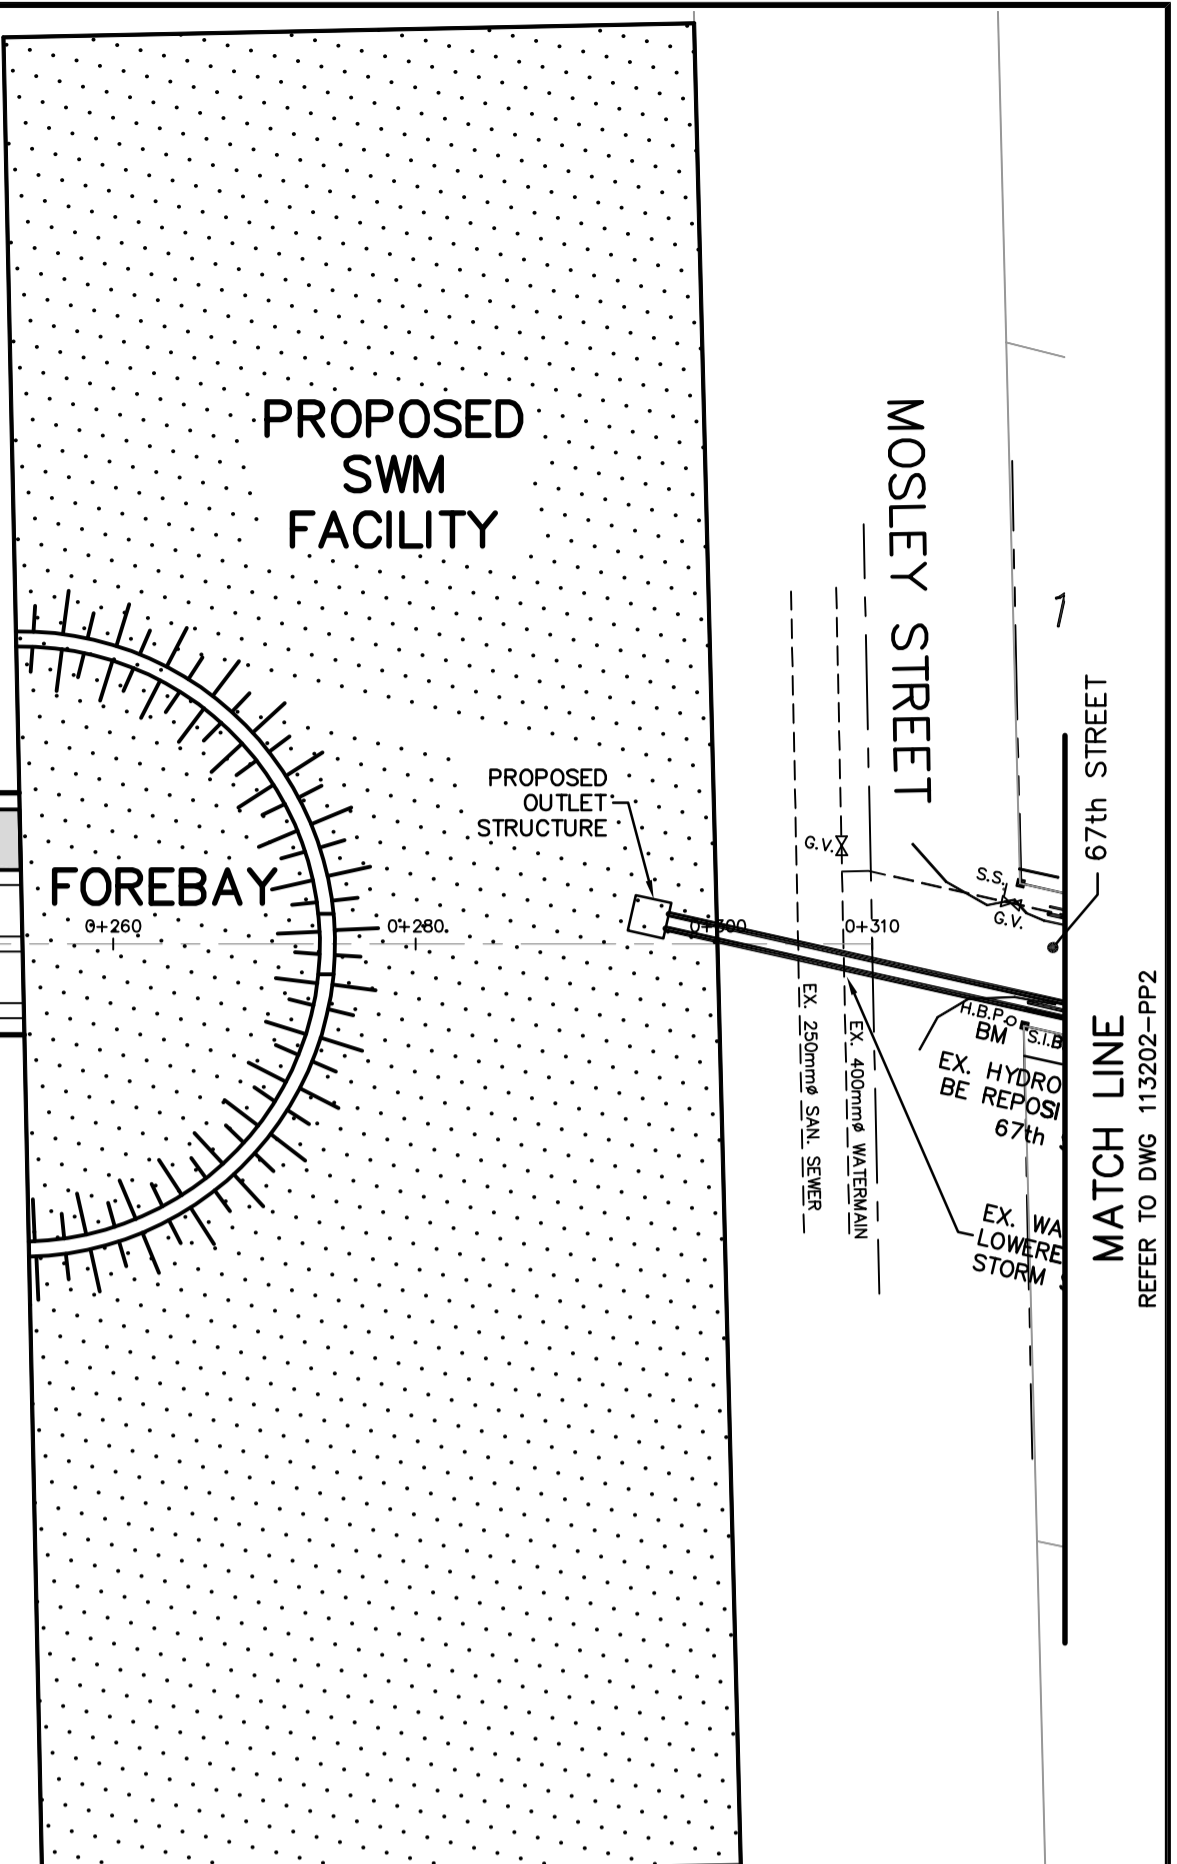 PROPOSED
SWM
FACILITY
MOSLEY STREET
67th STREET
PROPOSED
OUTLET
STRUCTURE
G.V.
S.S.
G.V.
FOREBAY
0+260
0+280
0+300
0+310
H.B.P.
BM
S.I.B
EX. HYDRO
BE REPOSI
67th
EX. 250mmø SAN. SEWER
EX. 400mmø WATERMAIN
EX. WA
LOWERE
STORM
MATCH LINE
REFER TO DWG 113202-PP2